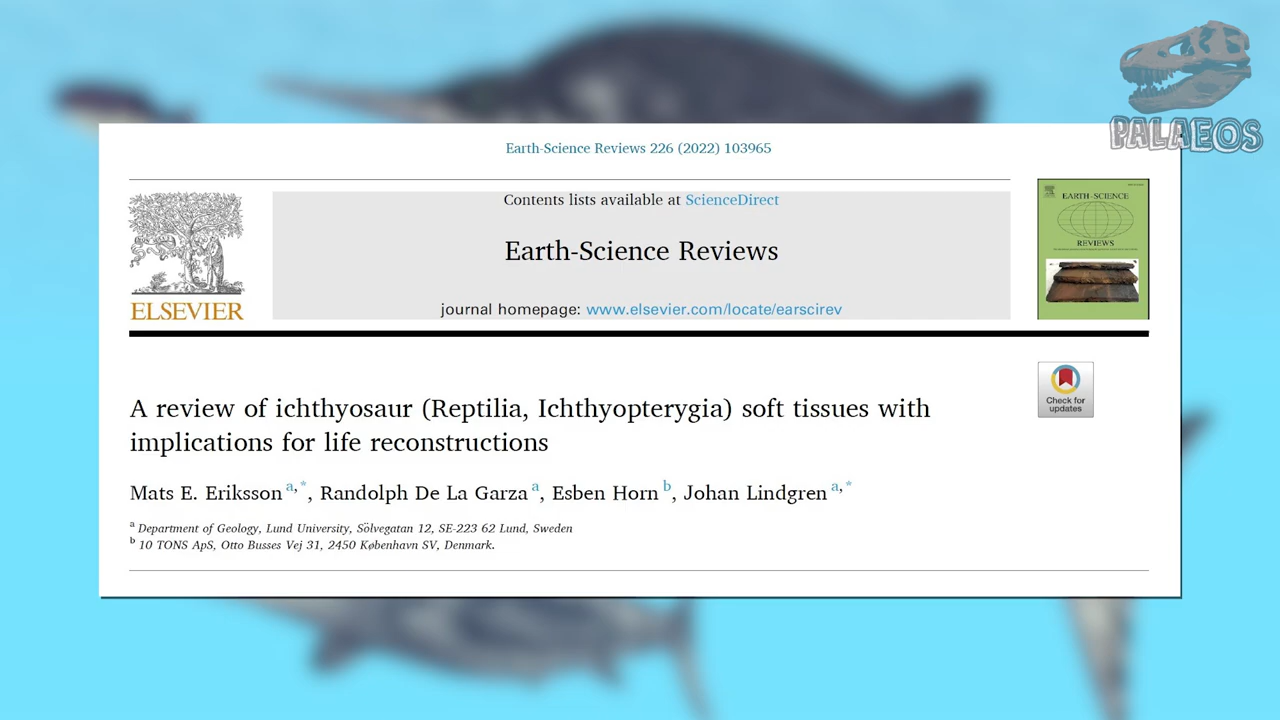 PALAEOS
Earth-Science Reviews 226 (2022) 103965
Contents lists available at ScienceDirect
Earth-Science Reviews
journal homepage: www.elsevier.com/locate/earscirev
ELSEVIER
EARTH-SCIENCE
REVIEWS
Check for
updates
A review of ichthyosaur (Reptilia, Ichthyopterygia) soft tissues with
implications for life reconstructions
Mats E. Eriksson a,*, Randolph De La Garza a, Esben Horn b, Johan Lindgren a,*
a Department of Geology, Lund University, Sölvegatan 12, SE-223 62 Lund, Sweden
b 10 TONS ApS, Otto Busses Vej 31, 2450 København SV, Denmark.